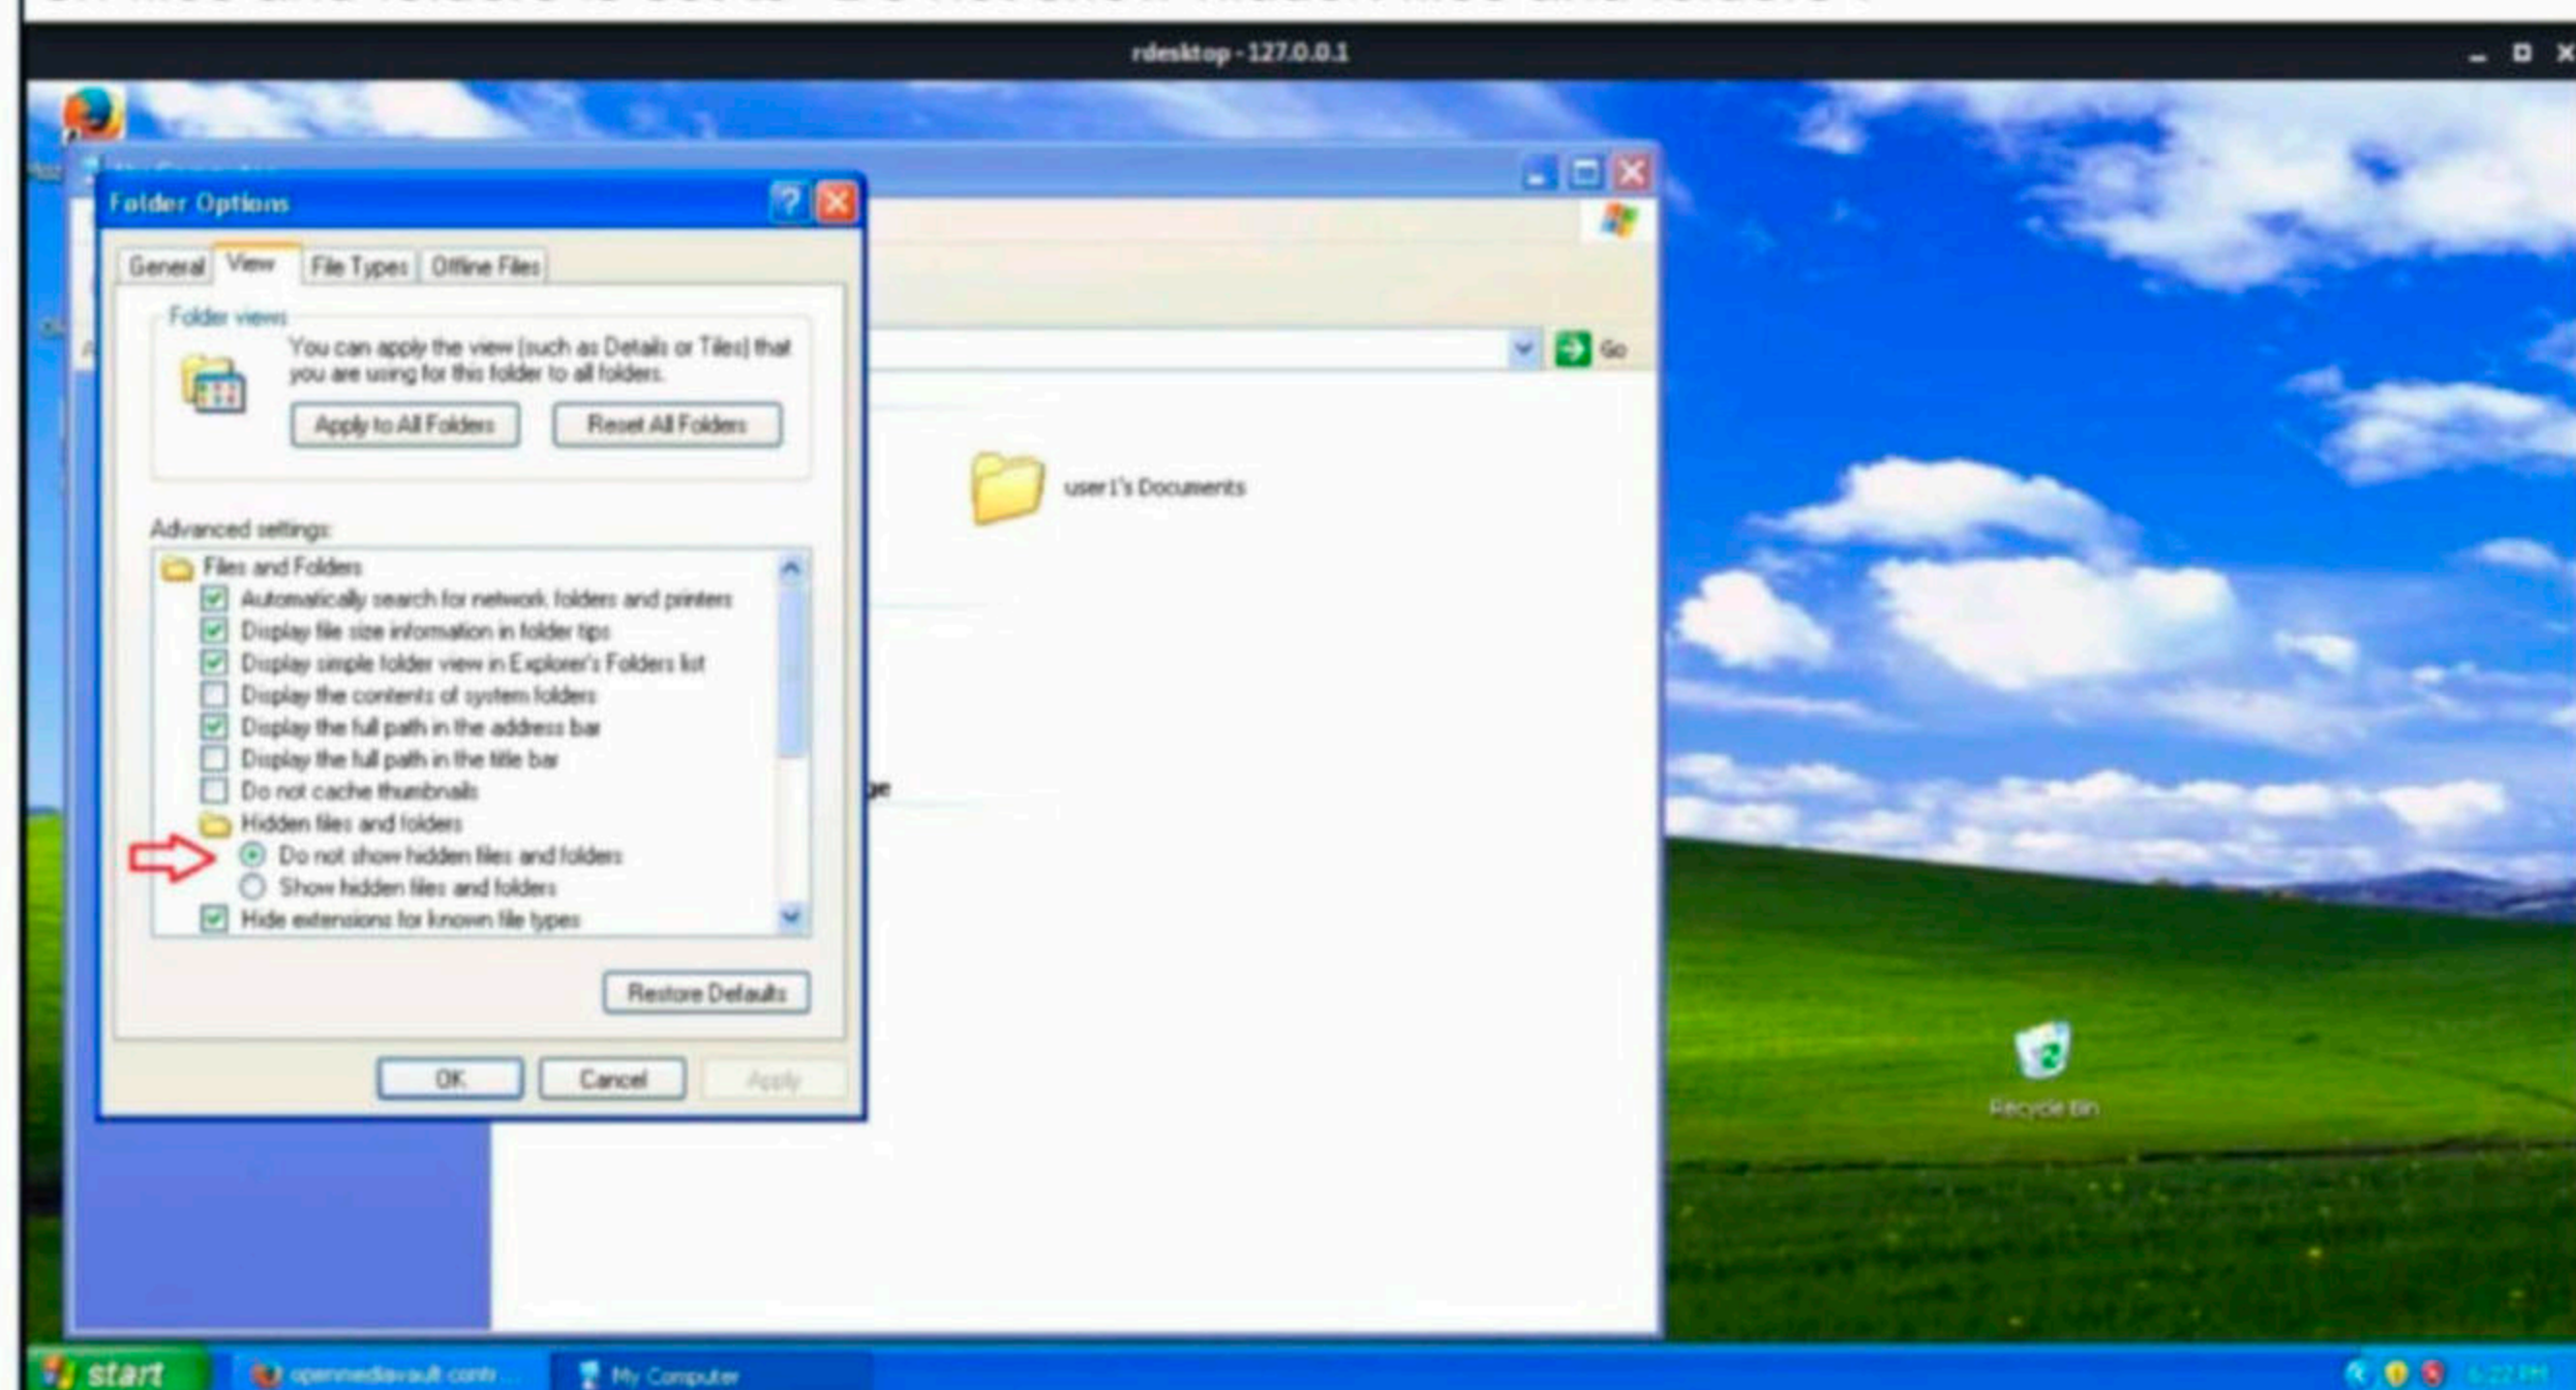 rdesktop - 127.0.0.1
Folder Options
General View File Types Offline Files
Folder views
You can apply the view (such as Details or Tiles) that
you are using for this folder to all folders.
Apply to All Folders Reset All Folders
Go
user1's Documents
Advanced settings:
Files and Folders
Automatically search for network folders and printers
Display file size information in folder tips
Display simple folder view in Explorer's Folders list
Display the contents of system folders
Display the full path in the address bar
Display the full path in the title bar
Do not cache thumbnails
Hidden files and folders
Do not show hidden files and folders
Show hidden files and folders
Hide extensions for known file types
Restore Defaults
OK Cancel Apply
Recycle Bin
start openmediavault contr... My Computer 6:22 PM